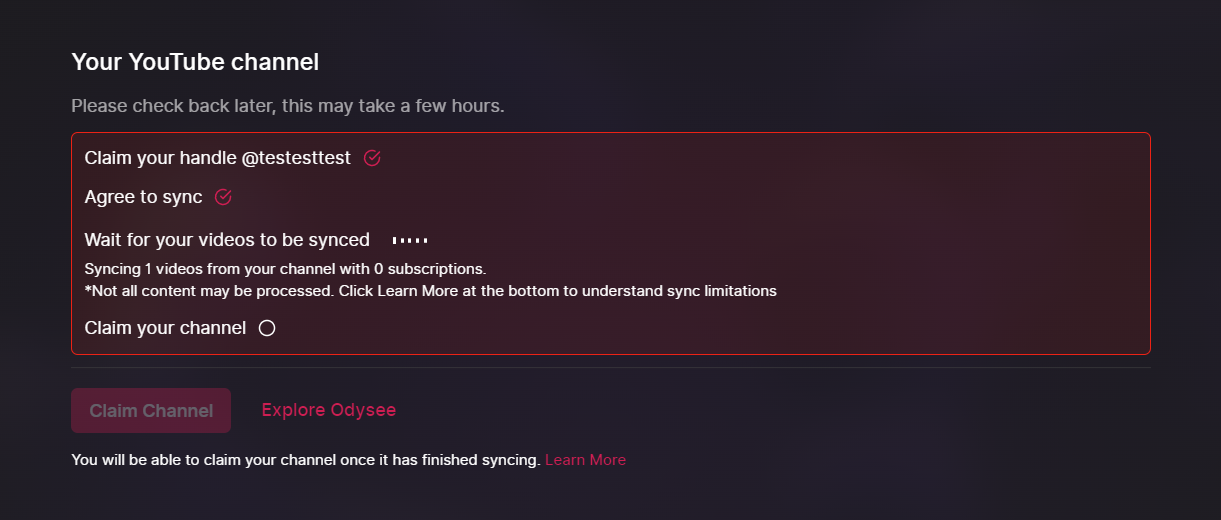 Your YouTube channel
Please check back later, this may take a few hours.
Claim your handle @testesttest
Agree to sync
Wait for your videos to be synced
Syncing 1 videos from your channel with 0 subscriptions.
*Not all content may be processed. Click Learn More at the bottom to understand sync limitations
Claim your channel
Claim Channel Explore Odysee
You will be able to claim your channel once it has finished syncing. Learn More